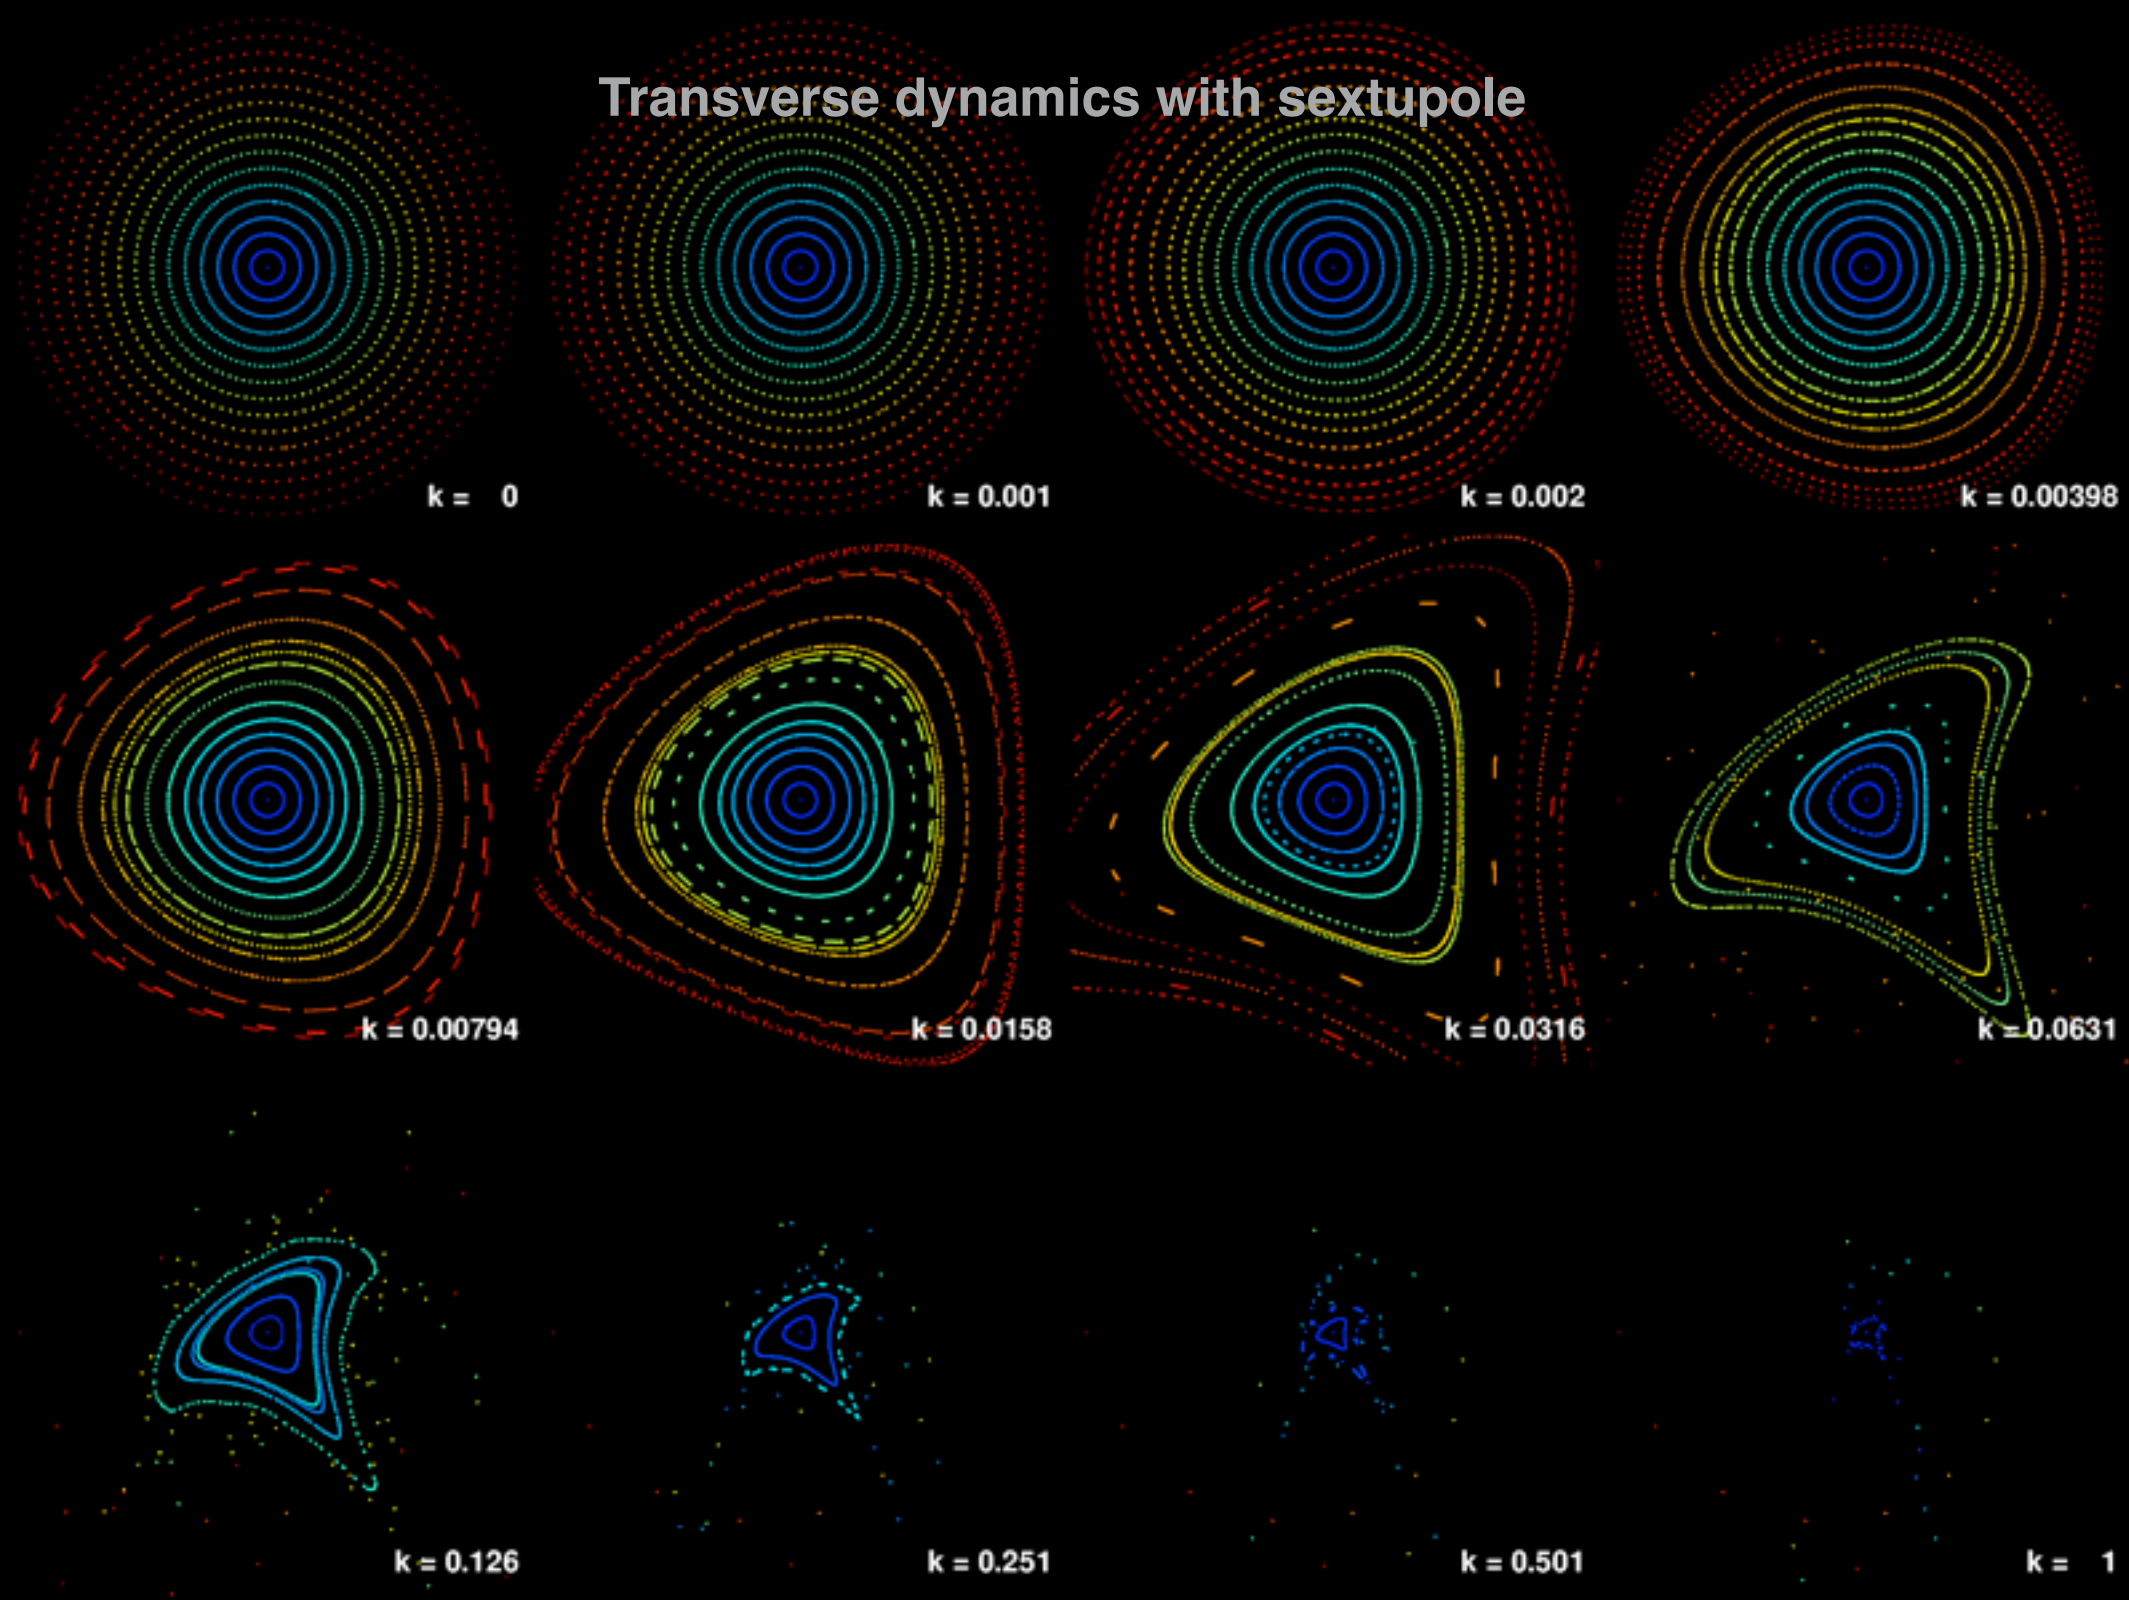 Transverse dynamics with sextupole
k = 0
k = 0.001
k = 0.002
k = 0.00398
k = 0.00794
k = 0.0158
k = 0.0316
k = 0.0631
k = 0.126
k = 0.251
k = 0.501
k = 1